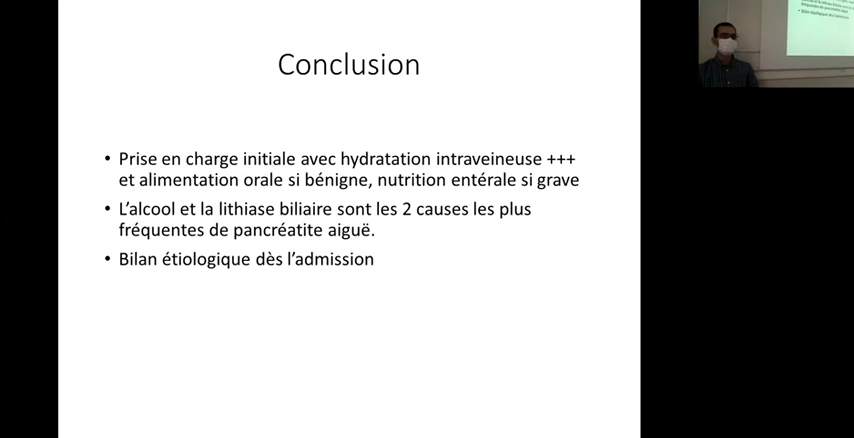 Conclusion
• Prise en charge initiale avec hydratation intraveineuse +++
et alimentation orale si bénigne, nutrition entérale si grave
• L'alcool et la lithiase biliaire sont les 2 causes les plus
fréquentes de pancréatite aiguë.
• Bilan étiologique dès l'admission